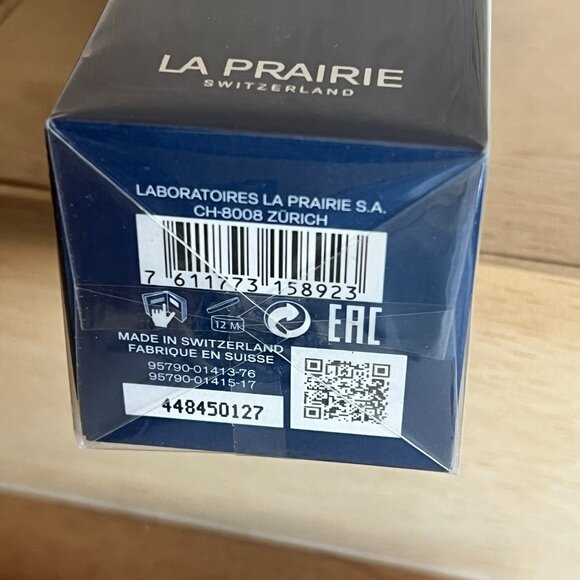 LA PRAIRIE
SWITZERLAND
LABORATOIRES LA PRAIRIE S.A.
CH-8008 ZÜRICH
7 611773 158923
12 M
EAC
MADE IN SWITZERLAND
FABRIQUE EN SUISSE
95790-01413-76
95790-01415-17
448450127